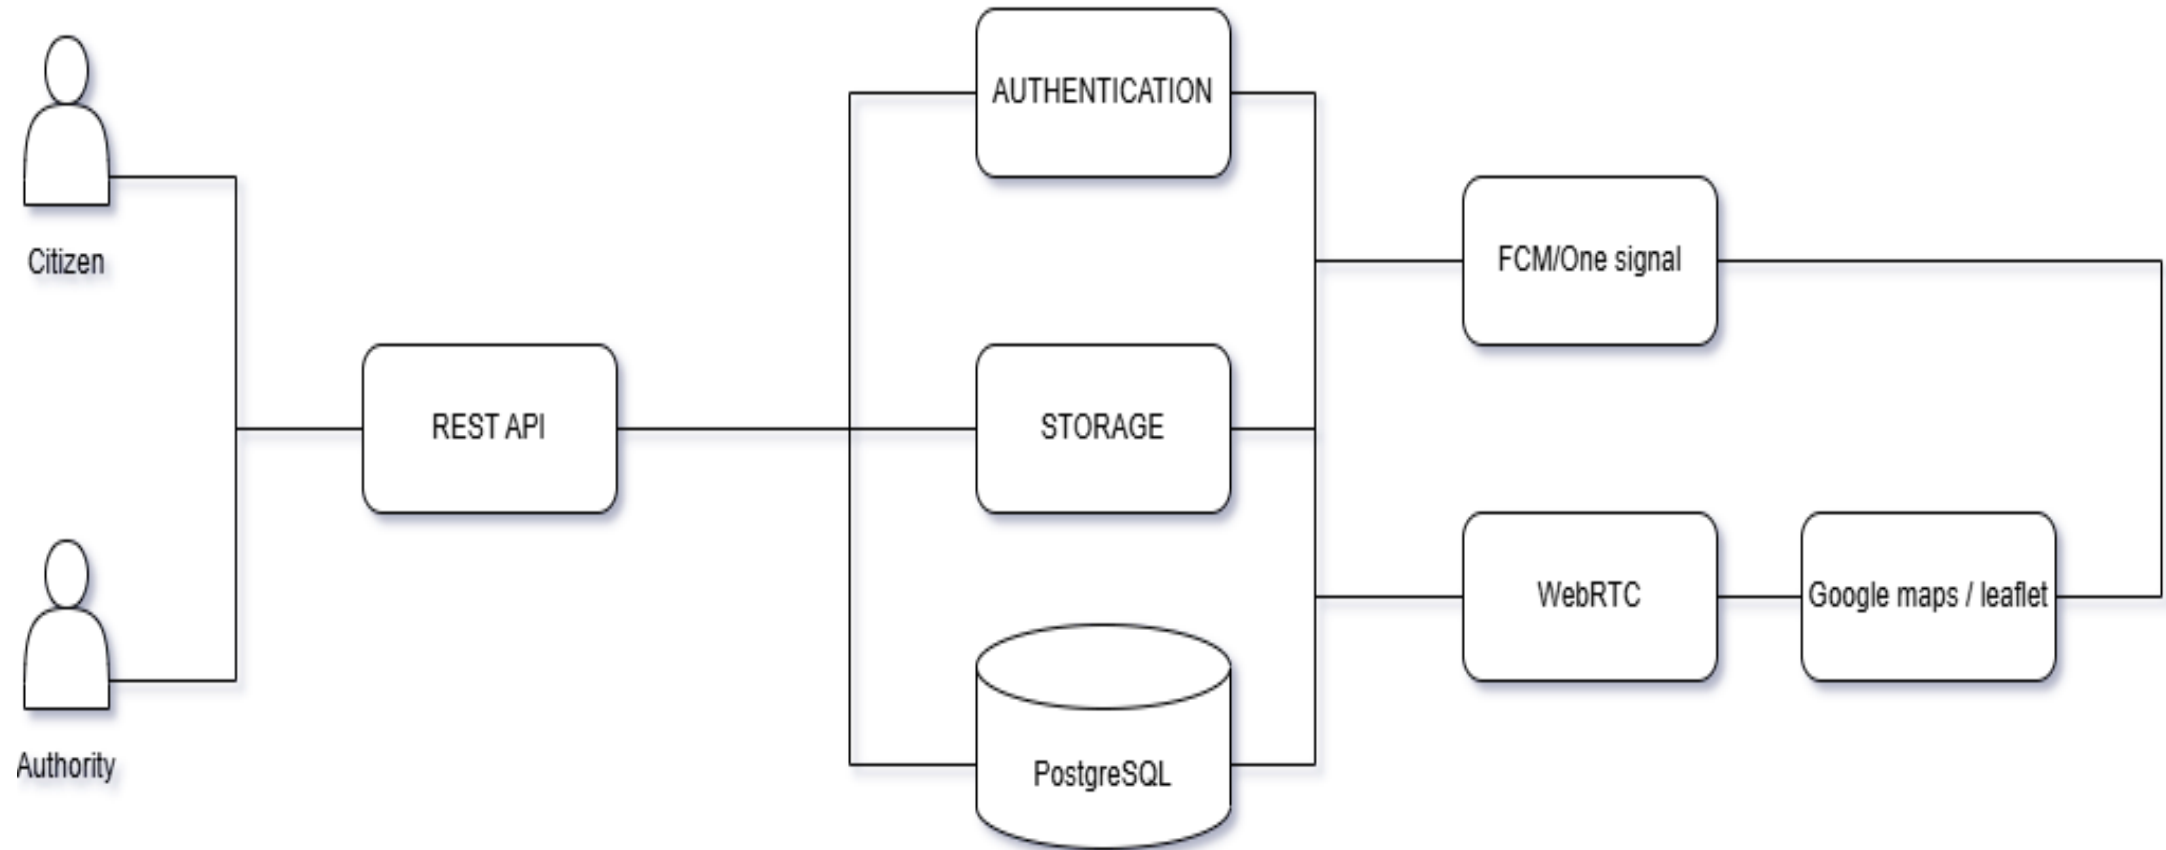 AUTHENTICATION
Citizen
FCM/One signal
REST API
STORAGE
WebRTC
Google maps / leaflet
Authority
PostgreSQL